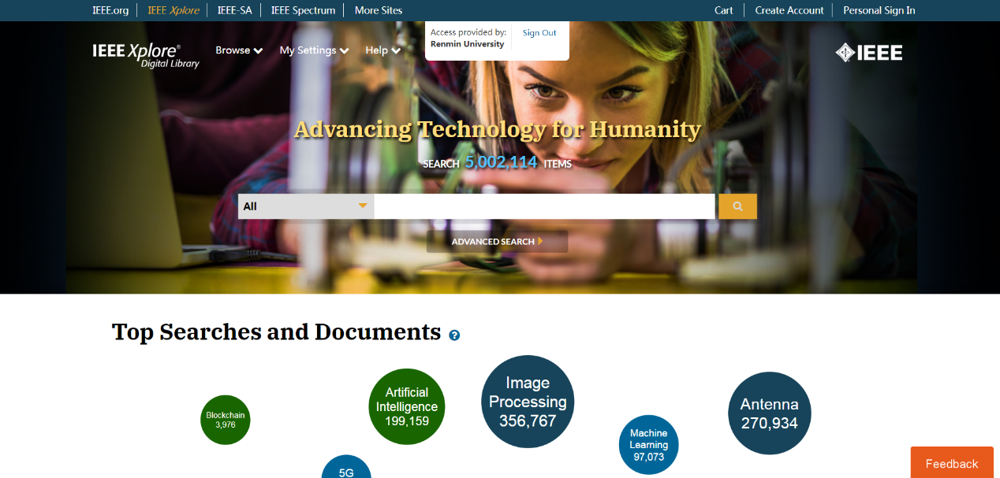 IEEE.org IEEE Xplore IEEE-SA IEEE Spectrum More Sites Cart Create Account Personal Sign In
Access provided by: Sign Out
Renmin University
IEEE Xplore® Browse My Settings Help IEEE
Digital Library
Advancing Technology for Humanity
SEARCH 5,002,114 ITEMS
All
ADVANCED SEARCH
Top Searches and Documents ?
Blockchain
3,976
Artificial
Intelligence
199,159
Image
Processing
356,767
Machine
Learning
97,073
Antenna
270,934
5G
Feedback